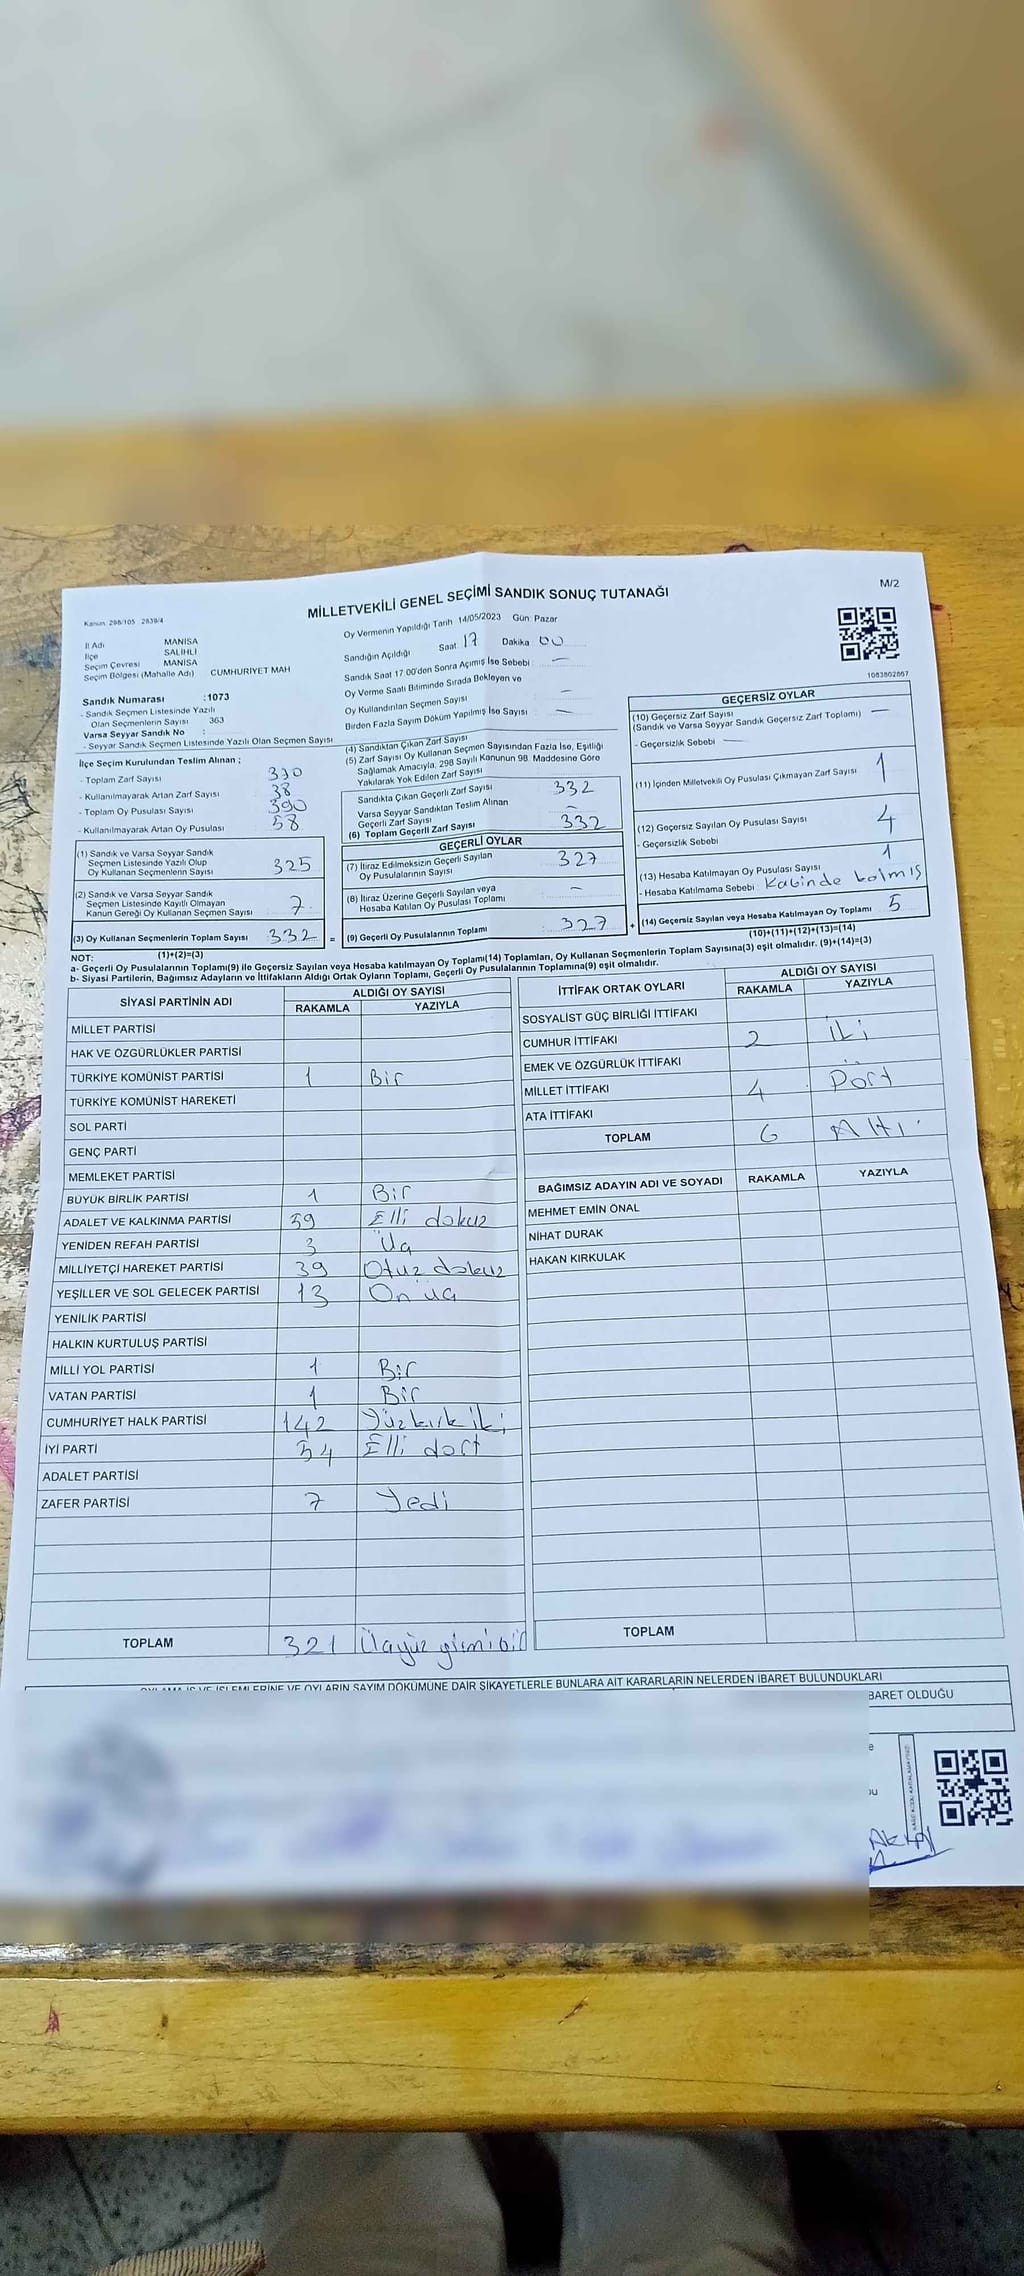 M/2
MİLLETVEKİLİ GENEL SEÇİMİ SANDIK SONUÇ TUTANAĞI
Kanun 298/105 2839/4
İl Adı MANİSA
İlçe SALİHLİ
Seçim Çevresi MANİSA
Seçim Bölgesi (Mahalle Adı) CUMHURİYET MAH
Sandık Numarası :1073
- Sandık Seçmen Listesinde Yazılı
Olan Seçmenlerin Sayısı 363
Varsa Seyyar Sandık No :
- Seyyar Sandık Seçmen Listesinde Yazılı Olan Seçmen Sayısı
Oy Vermenin Yapıldığı Tarih 14/05/2023 Gün: Pazar
Sandığın Açıldığı Saat 17 Dakika 00
Sandık Saat 17.00'den Sonra Açımış İse Sebebi : —
Oy Verme Saati Bitiminde Sırada Bekleyen ve
Oy Kullandırılan Seçmen Sayısı —
Birden Fazla Sayım Döküm Yapılmış İse Sayısı —
1083802867
İlçe Seçim Kurulundan Teslim Alınan ;
- Toplam Zarf Sayısı
- Kullanılmayarak Artan Zarf Sayısı 38
- Toplam Oy Pusulası Sayısı 390
- Kullanılmayarak Artan Oy Pusulası 58
(1) Sandık ve Varsa Seyyar Sandık
Seçmen Listesinde Yazılı Olup
Oy Kullanan Seçmenlerin Sayısı 325
(2) Sandık ve Varsa Seyyar Sandık
Seçmen Listesinde Kayıtlı Olmayan
Kanun Gereği Oy Kullanan Seçmen Sayısı 7
(3) Oy Kullanan Seçmenlerin Toplam Sayısı 332 =
(1)+(2)=(3)
(4) Sandıktan Çıkan Zarf Sayısı
(5) Zarf Sayısı Oy Kullanan Seçmen Sayısından Fazla İse, Eşitliği
Sağlamak Amacıyla, 298 Sayılı Kanunun 98. Maddesine Göre
Yakılarak Yok Edilen Zarf Sayısı
Sandıkta Çıkan Geçerli Zarf Sayısı 332
Varsa Seyyar Sandıktan Teslim Alınan
Geçerli Zarf Sayısı —
(6) Toplam Geçerli Zarf Sayısı 332
GEÇERLİ OYLAR
(7) İtiraz Edilmeksizin Geçerli Sayılan
Oy Pusulalarının Sayısı 327
(8) İtiraz Üzerine Geçerli Sayılan veya
Hesaba Katılan Oy Pusulası Toplamı —
(9) Geçerli Oy Pusulalarının Toplamı 327 +
GEÇERSİZ OYLAR
(10) Geçersiz Zarf Sayısı —
(Sandık ve Varsa Seyyar Sandık Geçersiz Zarf Toplamı)
- Geçersizlik Sebebi —
(11) İçinden Milletvekili Oy Pusulası Çıkmayan Zarf Sayısı 1
(12) Geçersiz Sayılan Oy Pusulası Sayısı 4
- Geçersizlik Sebebi
(13) Hesaba Katılmayan Oy Pusulası Sayısı 1
- Hesaba Katılmama Sebebi : Kabinde kalmış
(14) Geçersiz Sayılan veya Hesaba Katılmayan Oy Toplamı 5
(10)+(11)+(12)+(13)=(14)
NOT:
a- Geçerli Oy Pusulalarının Toplamı(9) ile Geçersiz Sayılan veya Hesaba katılmayan Oy Toplamı(14) Toplamları, Oy Kullanan Seçmenlerin Toplam Sayısına(3) eşit olmalıdır. (9)+(14)=(3)
b- Siyasi Partilerin, Bağımsız Adayların ve İttifakların Aldığı Ortak Oyların Toplamı, Geçerli Oy Pusulalarının Toplamına(9) eşit olmalıdır.
SİYASİ PARTİNİN ADI ALDIĞI OY SAYISI
RAKAMLA YAZIYLA
MİLLET PARTİSİ
HAK VE ÖZGÜRLÜKLER PARTİSİ
TÜRKİYE KOMÜNİST PARTİSİ 1 Bir
TÜRKİYE KOMÜNİST HAREKETİ
SOL PARTİ
GENÇ PARTİ
MEMLEKET PARTİSİ
BÜYÜK BİRLİK PARTİSİ 1 Bir
ADALET VE KALKINMA PARTİSİ 59 Elli dokuz
YENİDEN REFAH PARTİSİ 3 Üç
MİLLİYETÇİ HAREKET PARTİSİ 39 Otuz dokuz
YEŞİLLER VE SOL GELECEK PARTİSİ 13 On üç
YENİLİK PARTİSİ
HALKIN KURTULUŞ PARTİSİ
MİLLİ YOL PARTİSİ 1 Bir
VATAN PARTİSİ 1 Bir
CUMHURİYET HALK PARTİSİ 142 Yüzkırk iki
İYİ PARTİ 54 Elli dört
ADALET PARTİSİ
ZAFER PARTİSİ 7 Yedi
TOPLAM 321 Üçyüz yirmi bir
İTTİFAK ORTAK OYLARI ALDIĞI OY SAYISI
RAKAMLA YAZIYLA
SOSYALİST GÜÇ BİRLİĞİ İTTİFAKI
CUMHUR İTTİFAKI 2 İki
EMEK VE ÖZGÜRLÜK İTTİFAKI
MİLLET İTTİFAKI 4 Dört
ATA İTTİFAKI
TOPLAM 6 Altı
BAĞIMSIZ ADAYIN ADI VE SOYADI RAKAMLA YAZIYLA
MEHMET EMİN ÖNAL
NİHAT DURAK
HAKAN KIRKULAK
TOPLAM
OYLAMA İŞ VE İŞLEMLERİNE VE OYLARIN SAYIM DÖKÜMÜNE DAİR ŞİKAYETLERLE BUNLARA AİT KARARLARIN NELERDEN İBARET BULUNDUKLARI
BARET OLDUĞU